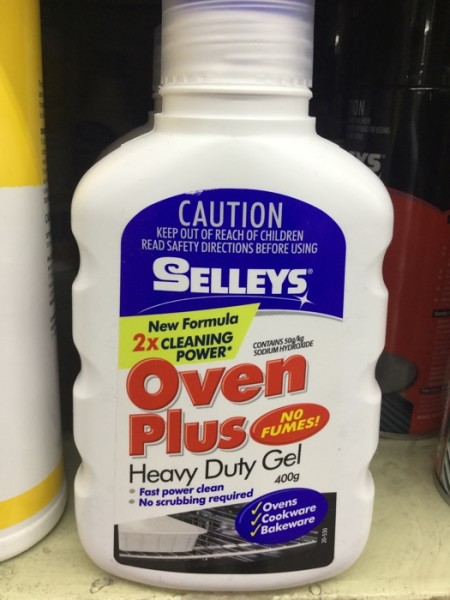 CAUTION
KEEP OUT OF REACH OF CHILDREN
READ SAFETY DIRECTIONS BEFORE USING
SELLEYS®
New Formula
2x CLEANING
POWER*
CONTAINS 50g/kg
SODIUM HYDROXIDE
Oven
Plus
NO
FUMES!
Heavy Duty Gel
400g
• Fast power clean
• No scrubbing required
✓Ovens
✓Cookware
✓Bakeware